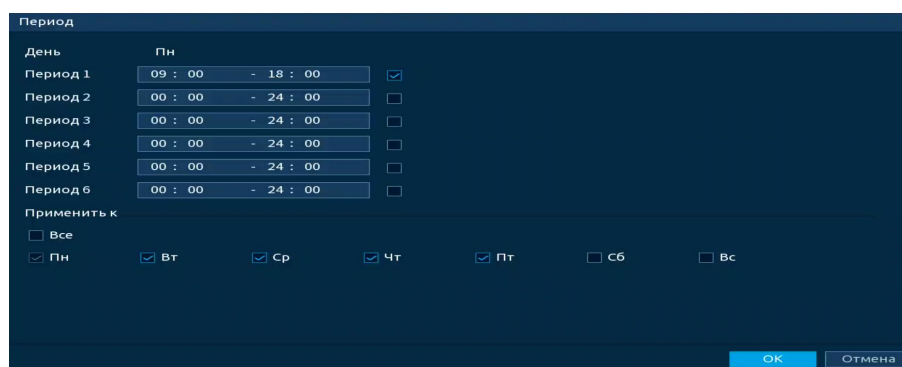 Период
День Пн
Период 1 09 : 00 - 18 : 00
Период 2 00 : 00 - 24 : 00
Период 3 00 : 00 - 24 : 00
Период 4 00 : 00 - 24 : 00
Период 5 00 : 00 - 24 : 00
Период 6 00 : 00 - 24 : 00
Применить к
Все
Пн Вт Ср Чт Пт Сб Вс
OK Отмена